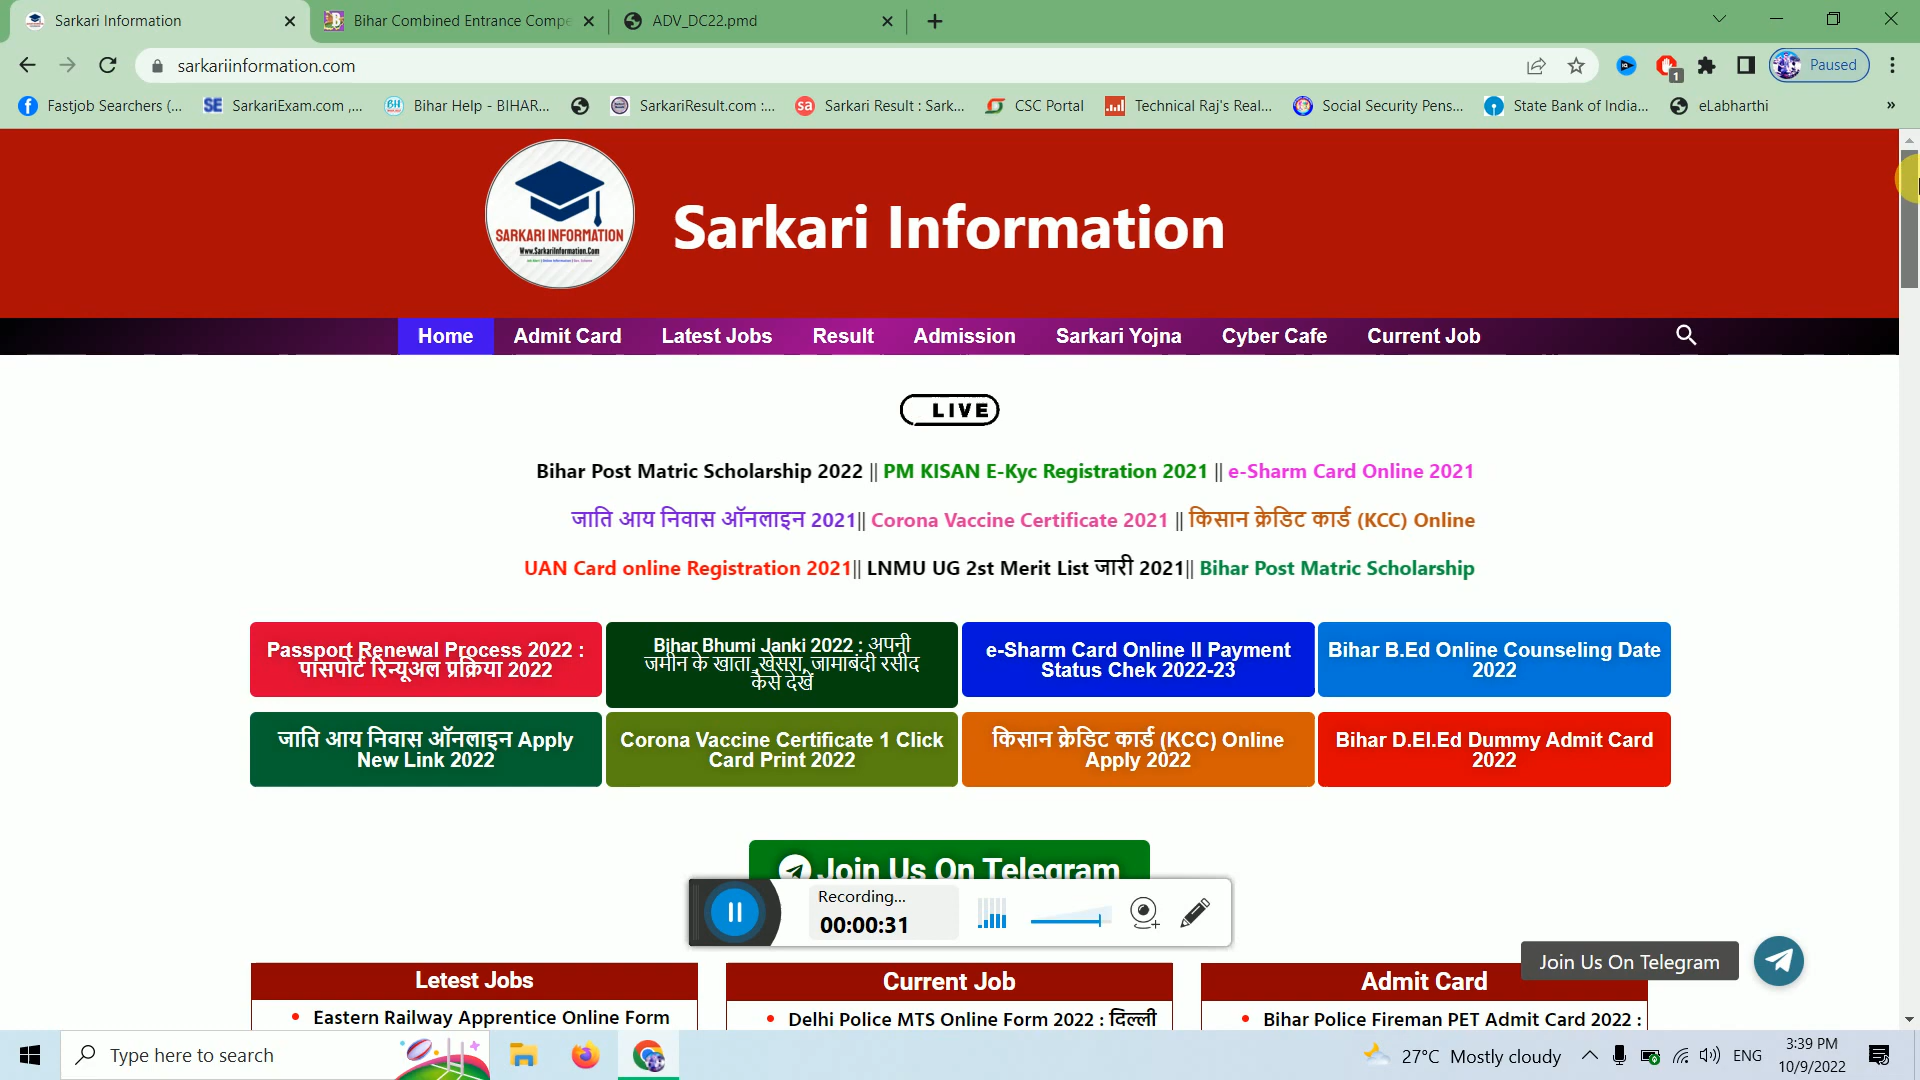 Sarkari Information
Bihar Combined Entrance Compe
ADV_DC22.pmd
sarkariinformation.com
1
Paused
Fastjob Searchers (...
SE
SarkariExam.com ,...
BH
Bihar Help - BIHAR...
SarkariResult.com :...
sa
Sarkari Result : Sark...
CSC Portal
Technical Raj's Real...
Social Security Pens...
State Bank of India...
eLabharthi
»
SARKARI INFORMATION
Www.SarkariInformation.Com
Sarkari Information
Home
Admit Card
Latest Jobs
Result
Admission
Sarkari Yojna
Cyber Cafe
Current Job
LIVE
Bihar Post Matric Scholarship 2022 || PM KISAN E-Kyc Registration 2021 || e-Sharm Card Online 2021
जाति आय निवास ऑनलाइन 2021|| Corona Vaccine Certificate 2021 || किसान क्रेडिट कार्ड (KCC) Online
UAN Card online Registration 2021|| LNMU UG 2st Merit List जारी 2021|| Bihar Post Matric Scholarship
Passport Renewal Process 2022 :
पासपोर्ट रिन्यूअल प्रक्रिया 2022
Bihar Bhumi Janki 2022 : अपनी
जमीन के खाता ,खेसरा, जामाबंदी रसीद
कैसे देखें
e-Sharm Card Online II Payment
Status Chek 2022-23
Bihar B.Ed Online Counseling Date
2022
जाति आय निवास ऑनलाइन Apply
New Link 2022
Corona Vaccine Certificate 1 Click
Card Print 2022
किसान क्रेडिट कार्ड (KCC) Online
Apply 2022
Bihar D.El.Ed Dummy Admit Card
2022
Join Us On Telegram
Recording...
00:00:31
Join Us On Telegram
Letest Jobs
Current Job
Admit Card
Eastern Railway Apprentice Online Form
Delhi Police MTS Online Form 2022 : दिल्ली
Bihar Police Fireman PET Admit Card 2022 :
Type here to search
27°C Mostly cloudy
ENG
3:39 PM
10/9/2022